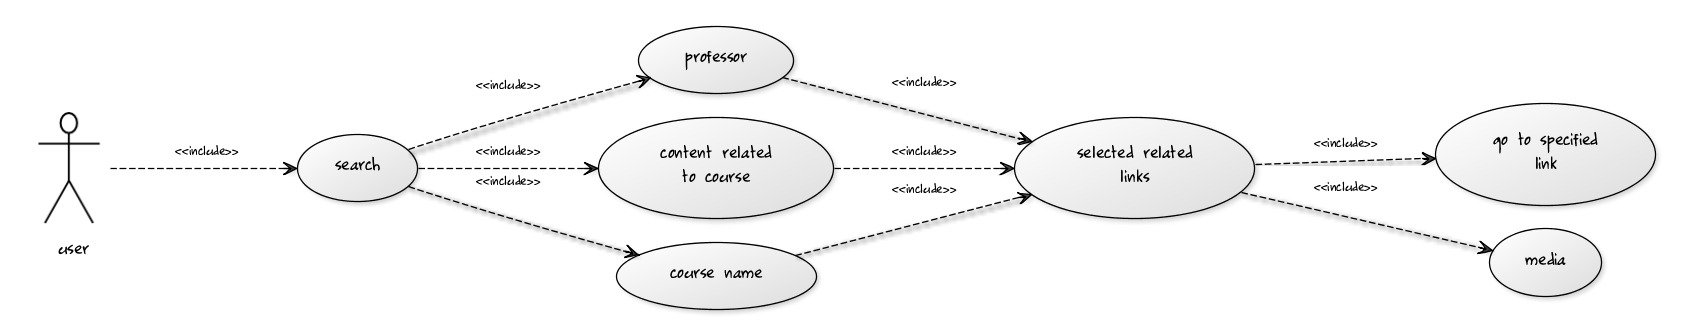 professor
<<include>>
<<include>>
<<include>>
<<include>>
search
content related
to course
<<include>>
selected related
links
<<include>>
go to specified
link
<<include>>
<<include>>
<<include>>
user
course name
media